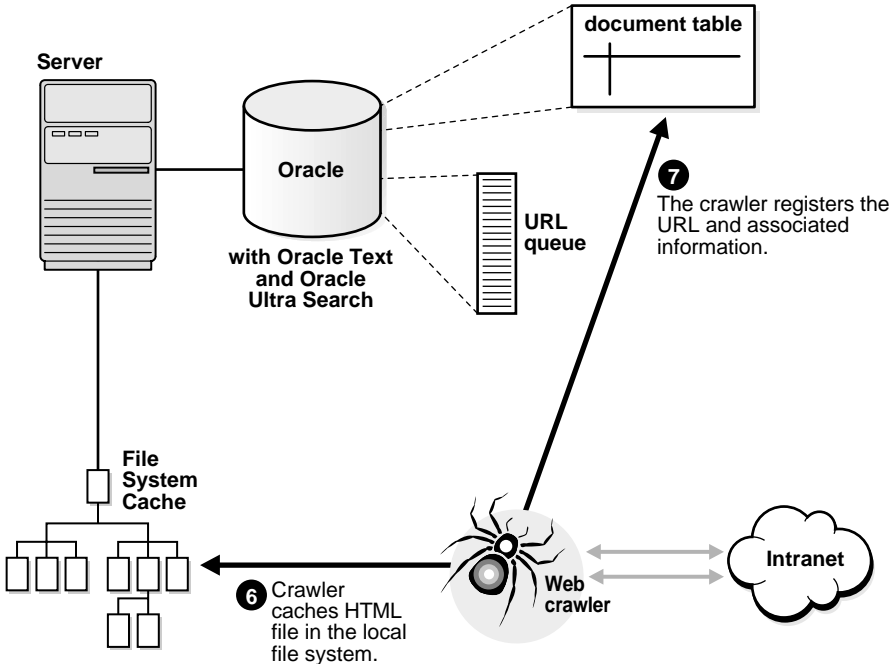 document table
Server
Oracle
with Oracle Text
and Oracle
Ultra Search
URL
queue
7
The crawler registers the
URL and associated
information.
File
System
Cache
6 Crawler
caches HTML
file in the local
file system.
Web
crawler
Intranet